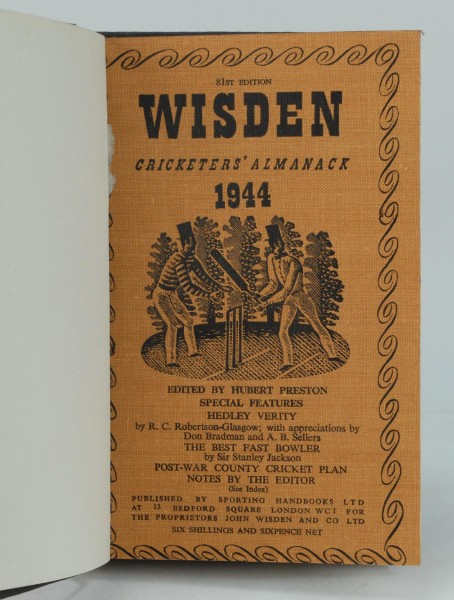 81ST EDITION
WISDEN
CRICKETERS' ALMANACK
1944
EDITED BY HUBERT PRESTON
SPECIAL FEATURES
HEDLEY VERITY
by R. C. Robertson-Glasgow; with appreciations by
Don Bradman and A. B. Sellers
THE BEST FAST BOWLER
by Sir Stanley Jackson
POST-WAR COUNTY CRICKET PLAN
NOTES BY THE EDITOR
(See Index)
PUBLISHED BY SPORTING HANDBOOKS LTD
AT 13 BEDFORD SQUARE LONDON WC1 FOR
THE PROPRIETORS JOHN WISDEN AND CO LTD
SIX SHILLINGS AND SIXPENCE NET